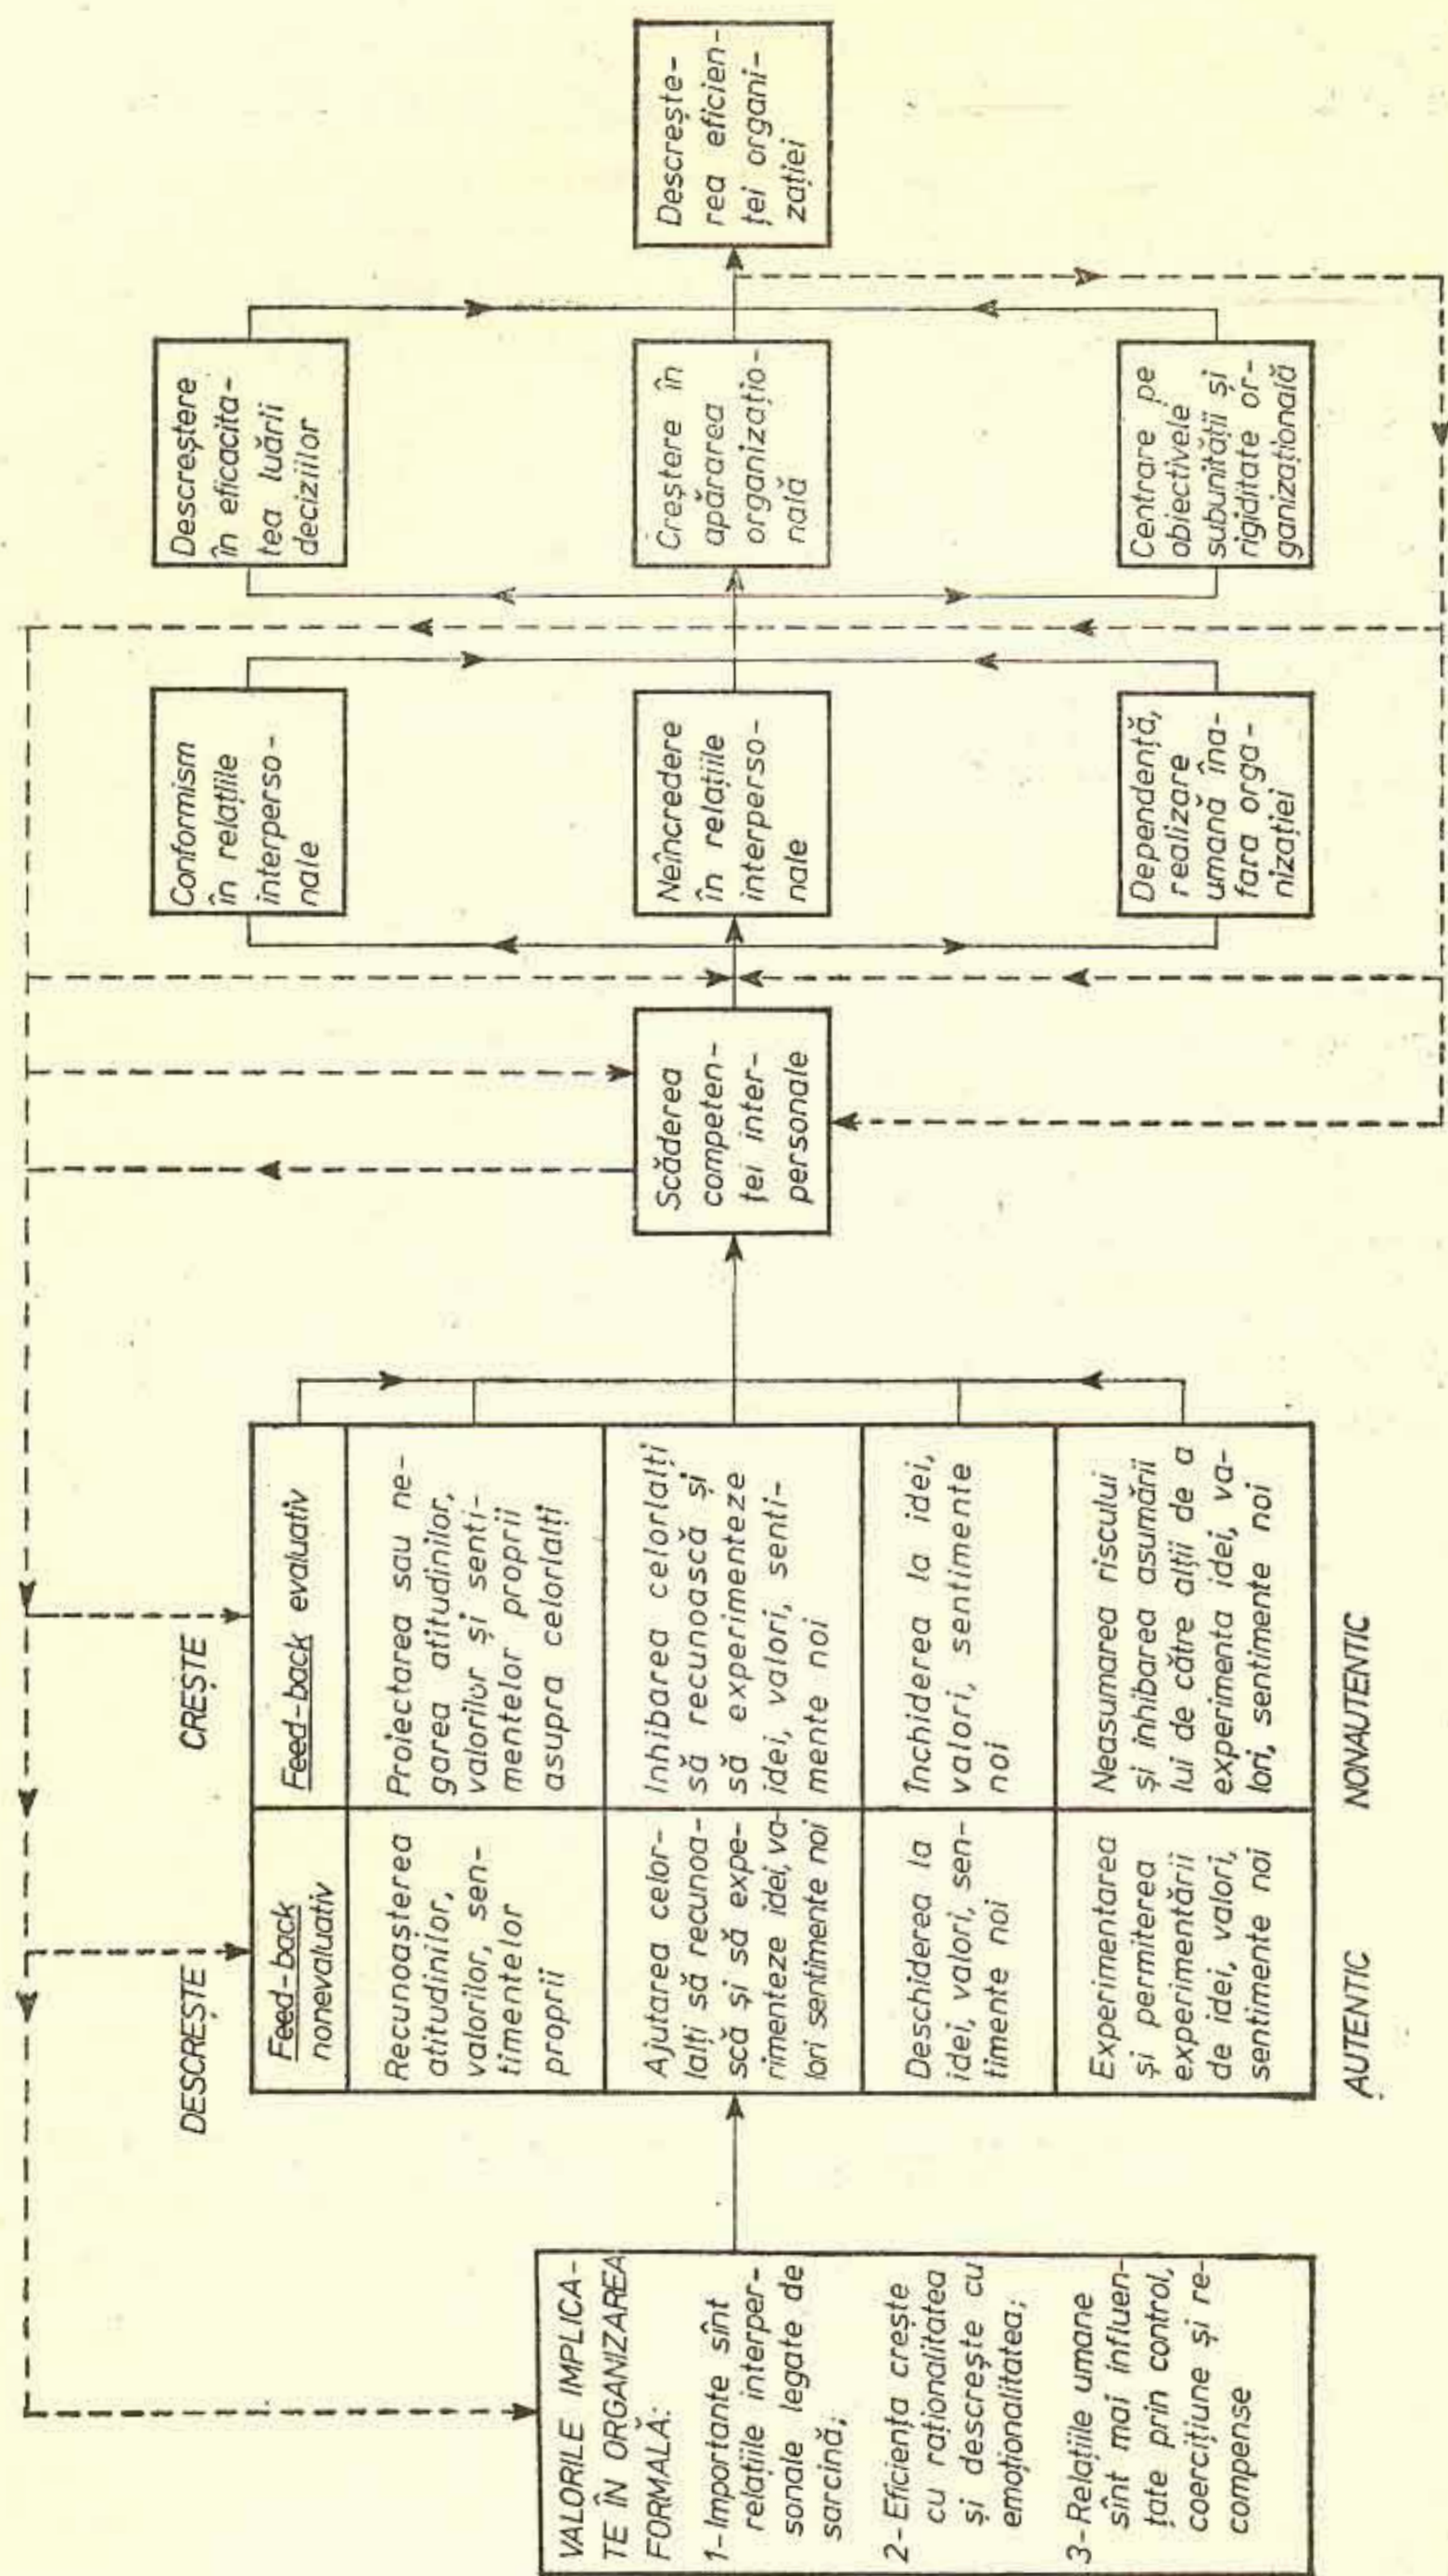 VALORILE IMPLICA-
TE ÎN ORGANIZAREA
FORMALĂ:
1-Importante sînt
relațiile interper-
sonale legate de
sarcină;
2-Eficiența crește
cu raționalitatea
și descrește cu
emoționalitatea;
3-Relațiile umane
sînt mai influen-
țate prin control,
coercițiune și re-
compense
DESCREȘTE
CREȘTE
Feed-back
nonevaluativ
Feed-back evaluativ
Recunoașterea
atitudinilor,
valorilor, sen-
timentelor
proprii
Proiectarea sau ne-
garea atitudinilor,
valorilor și senti-
mentelor proprii
asupra celorlalți
Ajutarea celor-
lalți să recunoa-
scă și să expe-
rimenteze idei, va-
lori sentimente noi
Inhibarea celorlalți
să recunoască și
să experimenteze
idei, valori, senti-
mente noi
Deschiderea la
idei, valori, sen-
timente noi
Închiderea la idei,
valori, sentimente
noi
Experimentarea
și permiterea
experimentării
de idei, valori,
sentimente noi
Neasumarea riscului
și inhibarea asumării
lui de către alții de a
experimenta idei, va-
lori, sentimente noi
AUTENTIC
NONAUTENTIC
Scăderea
competen-
ței inter-
personale
Conformism
în relațiile
interperso-
nale
Neîncredere
în relațiile
interperso-
nale
Dependență,
realizare
umană îna-
fara orga-
nizației
Descreștere
în eficacita-
tea luării
deciziilor
Creștere în
apărarea
organizațio-
nală
Centrare pe
obiectivele
subunității și
rigiditate or-
ganizațională
Descrește-
rea eficien-
ței organi-
zației